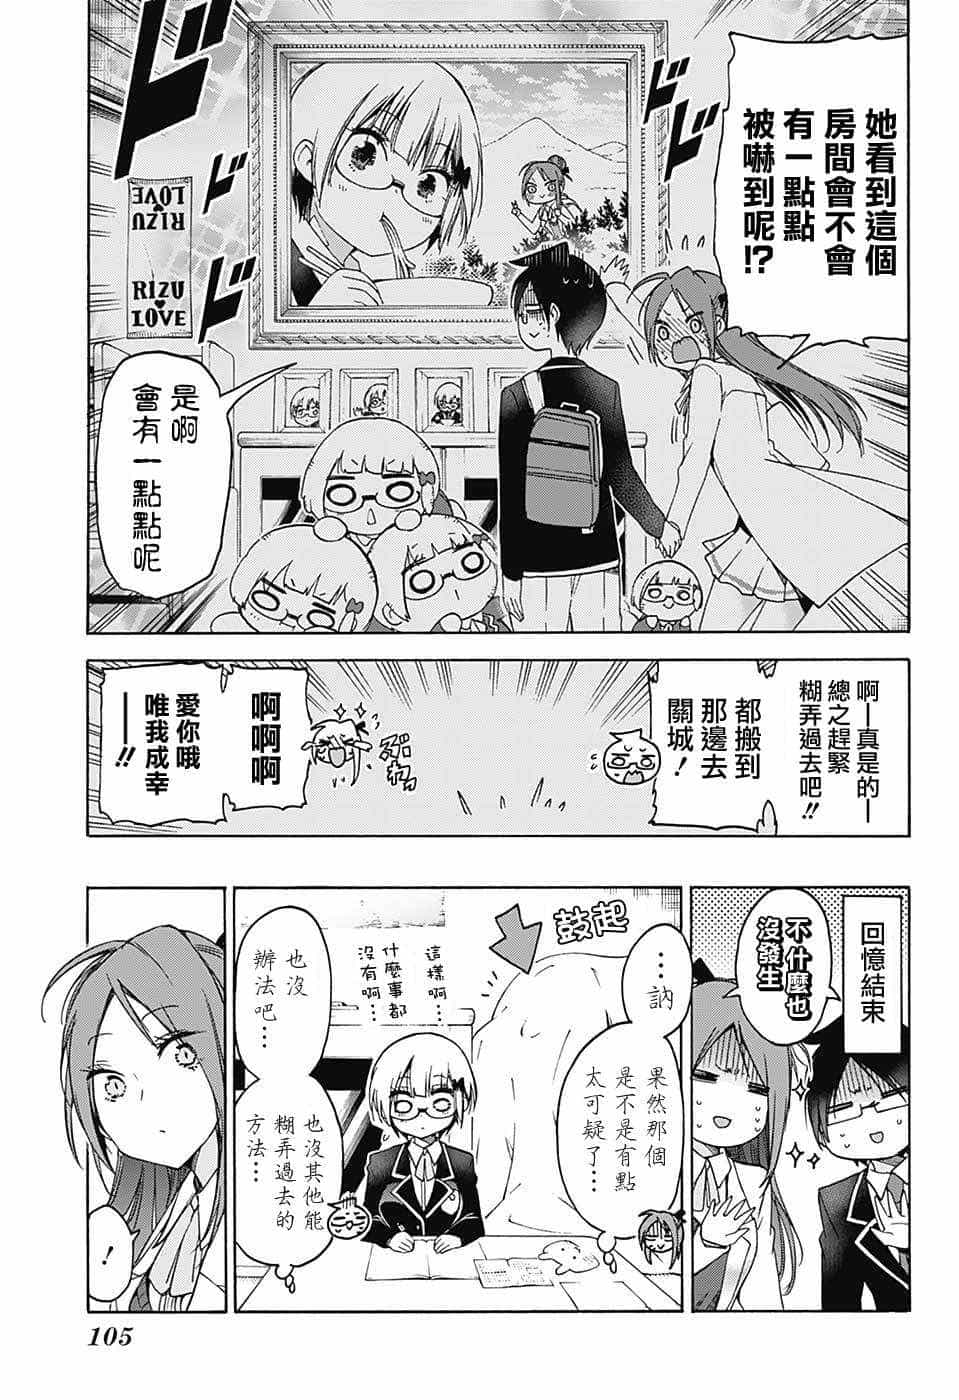 她看到這個
房間會不會
有一點點
被嚇到呢!?
ドドド
ドドド
RIZU
LOVE
RIZU
LOVE
是啊
會有一點點呢
啊—真是的—
總之趕緊
糊弄過去吧!!
都搬到
那邊去
關城!
啊啊啊
愛你哦
唯我成幸
——!!
回憶結束
不什麼也
沒發生
鼓起
…訥
果然那個
是不是有點
太可疑了…
這樣啊…
什麼事都
沒有啊…
也沒
辦法吧…
也沒其他能
糊弄過去的
方法…
!
105